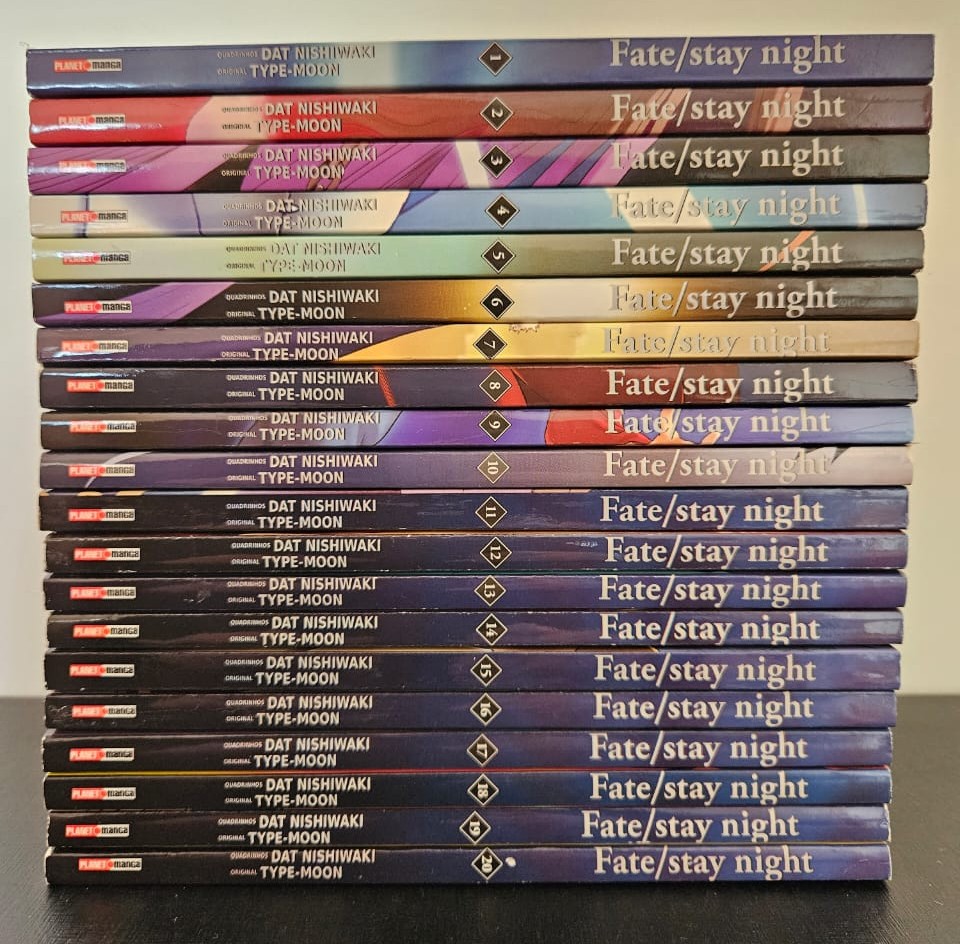 PLANET manga QUADRINHOS DAT NISHIWAKI 1 Fate/stay night
ORIGINAL TYPE-MOON
PLANET manga QUADRINHOS DAT NISHIWAKI 2 Fate/stay night
ORIGINAL TYPE-MOON
PLANET manga QUADRINHOS DAT NISHIWAKI 3 Fate/stay night
ORIGINAL TYPE-MOON
PLANET manga QUADRINHOS DAT NISHIWAKI 4 Fate/stay night
ORIGINAL TYPE-MOON
PLANET manga QUADRINHOS DAT NISHIWAKI 5 Fate/stay night
ORIGINAL TYPE-MOON
PLANET manga QUADRINHOS DAT NISHIWAKI 6 Fate/stay night
ORIGINAL TYPE-MOON
PLANET manga QUADRINHOS DAT NISHIWAKI 7 Fate/stay night
ORIGINAL TYPE-MOON
PLANET manga QUADRINHOS DAT NISHIWAKI 8 Fate/stay night
ORIGINAL TYPE-MOON
PLANET manga QUADRINHOS DAT NISHIWAKI 9 Fate/stay night
ORIGINAL TYPE-MOON
PLANET manga QUADRINHOS DAT NISHIWAKI 10 Fate/stay night
ORIGINAL TYPE-MOON
PLANET manga QUADRINHOS DAT NISHIWAKI 11 Fate/stay night
ORIGINAL TYPE-MOON
PLANET manga QUADRINHOS DAT NISHIWAKI 12 Fate/stay night
ORIGINAL TYPE-MOON
PLANET manga QUADRINHOS DAT NISHIWAKI 13 Fate/stay night
ORIGINAL TYPE-MOON
PLANET manga QUADRINHOS DAT NISHIWAKI 14 Fate/stay night
ORIGINAL TYPE-MOON
PLANET manga QUADRINHOS DAT NISHIWAKI 15 Fate/stay night
ORIGINAL TYPE-MOON
PLANET manga QUADRINHOS DAT NISHIWAKI 16 Fate/stay night
ORIGINAL TYPE-MOON
PLANET manga QUADRINHOS DAT NISHIWAKI 17 Fate/stay night
ORIGINAL TYPE-MOON
PLANET manga QUADRINHOS DAT NISHIWAKI 18 Fate/stay night
ORIGINAL TYPE-MOON
PLANET manga QUADRINHOS DAT NISHIWAKI 19 Fate/stay night
ORIGINAL TYPE-MOON
PLANET manga QUADRINHOS DAT NISHIWAKI 20 Fate/stay night
ORIGINAL TYPE-MOON